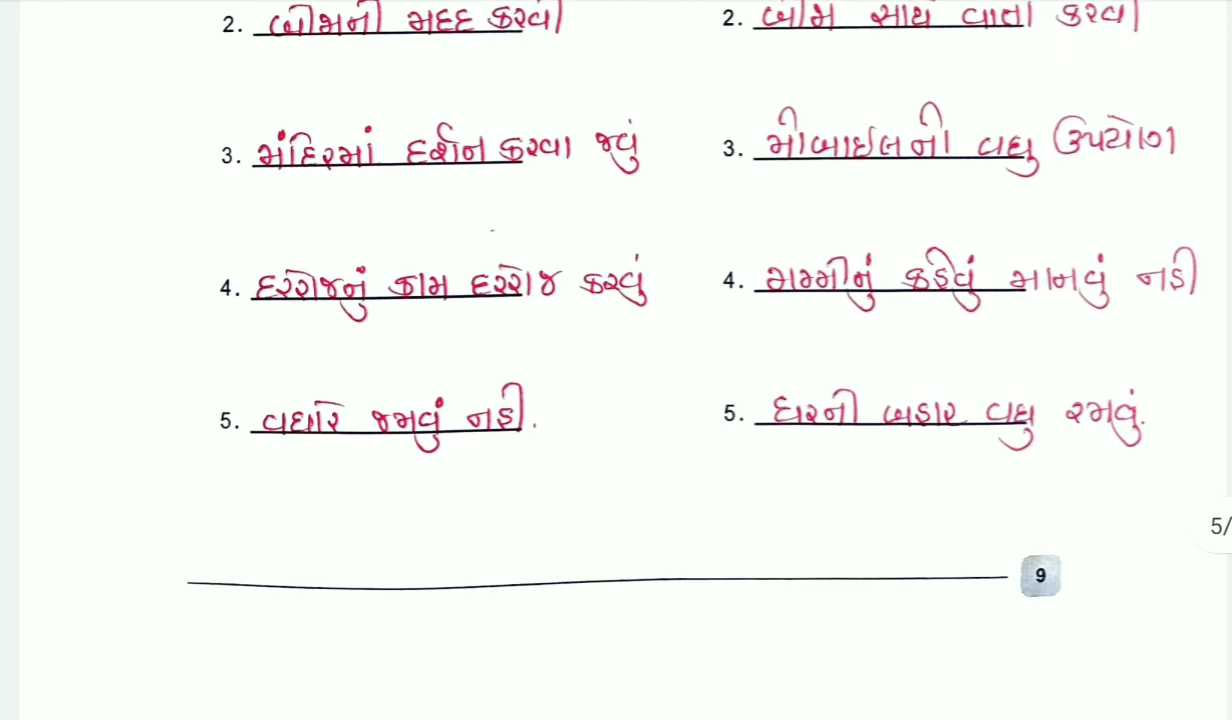 2. બીમાની મદદ કરવી
2. બીમા સાથે વાતો કરવી
3. મંદિરમાં દર્શન કરવા જવું
3. મોબાઈલનો વધુ ઉપયોગ
4. દરરોજનું કામ દરરોજ કરવું
4. મમ્મીનું કહેવું માનવું નહી
5. વધારે જમવું નહી.
5. ઘરની બહાર વધુ રમવું.
5/
9